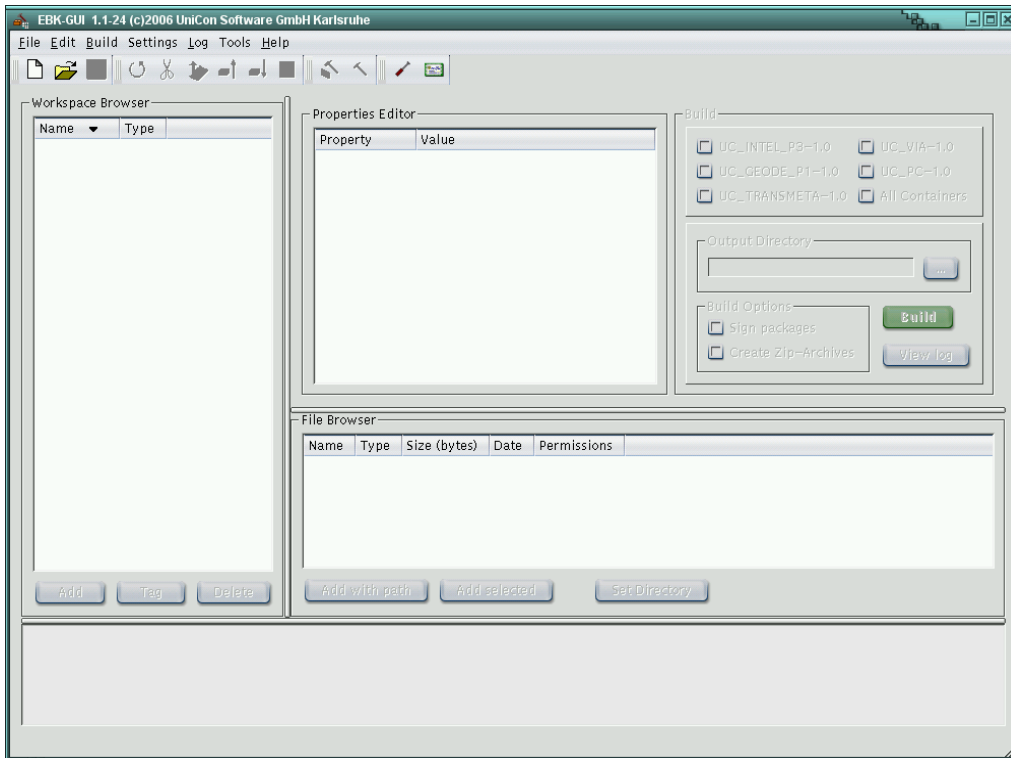 EBK-GUI 1.1-24 (c)2006 UniCon Software GmbH Karlsruhe
File Edit Build Settings Log Tools Help
Workspace Browser
Name Type
Add Tag Delete
Properties Editor
Property Value
Build
UC_INTEL_P3-1.0 UC_VIA-1.0
UC_GEODE_P1-1.0 UC_PC-1.0
UC_TRANSMETA-1.0 All Containers
Output Directory
...
Build Options
Sign packages
Create Zip-Archives
Build
View log
File Browser
Name Type Size (bytes) Date Permissions
Add with path Add selected Set Directory